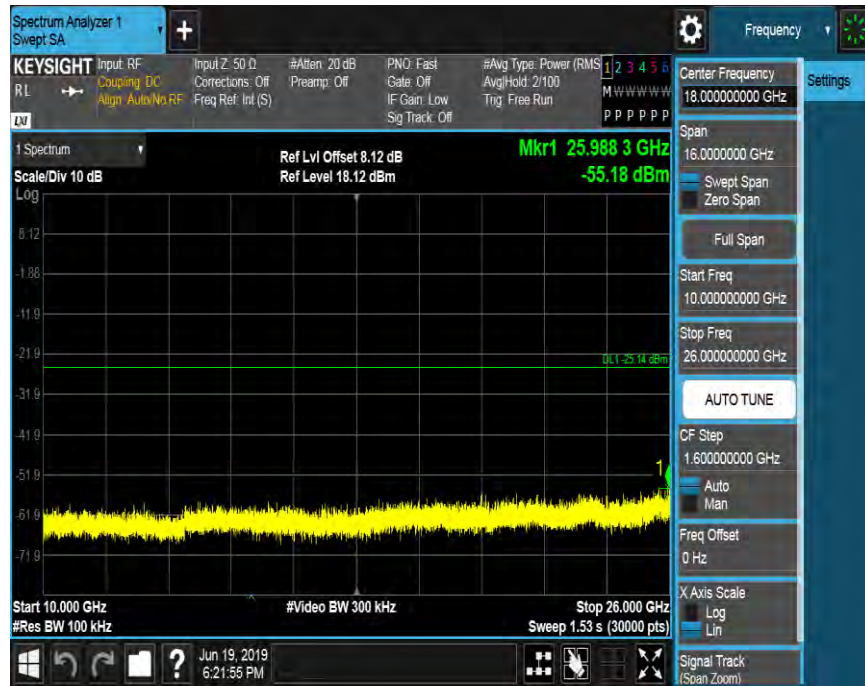 Spectrum Analyzer 1
Swept SA
+
Frequency
KEYSIGHT
RL
LXI
Input: RF
Coupling: DC
Align: Auto/No RF
Input Z: 50 Ω
Corrections: Off
Freq Ref: Int (S)
#Atten: 20 dB
Preamp: Off
PNO: Fast
Gate: Off
IF Gain: Low
Sig Track: Off
#Avg Type: Power (RMS
Avg|Hold: 2/100
Trig: Free Run
1 2 3 4 5 6
M W W W W W
P P P P P P
1 Spectrum
Scale/Div 10 dB
Log
Ref Lvl Offset 8.12 dB
Ref Level 18.12 dBm
Mkr1 25.988 3 GHz
-55.18 dBm
8.12
-1.88
-11.9
-21.9
-31.9
-41.9
-51.9
-61.9
-71.9
DL1 -25.14 dBm
1
Start 10.000 GHz
#Res BW 100 kHz
#Video BW 300 kHz
Stop 26.000 GHz
Sweep 1.53 s (30000 pts)
?
Jun 19, 2019
6:21:55 PM
Center Frequency
18.000000000 GHz
Span
16.0000000 GHz
Swept Span
Zero Span
Full Span
Start Freq
10.000000000 GHz
Stop Freq
26.000000000 GHz
AUTO TUNE
CF Step
1.600000000 GHz
Auto
Man
Freq Offset
0 Hz
X Axis Scale
Log
Lin
Signal Track
(Span Zoom)
Settings